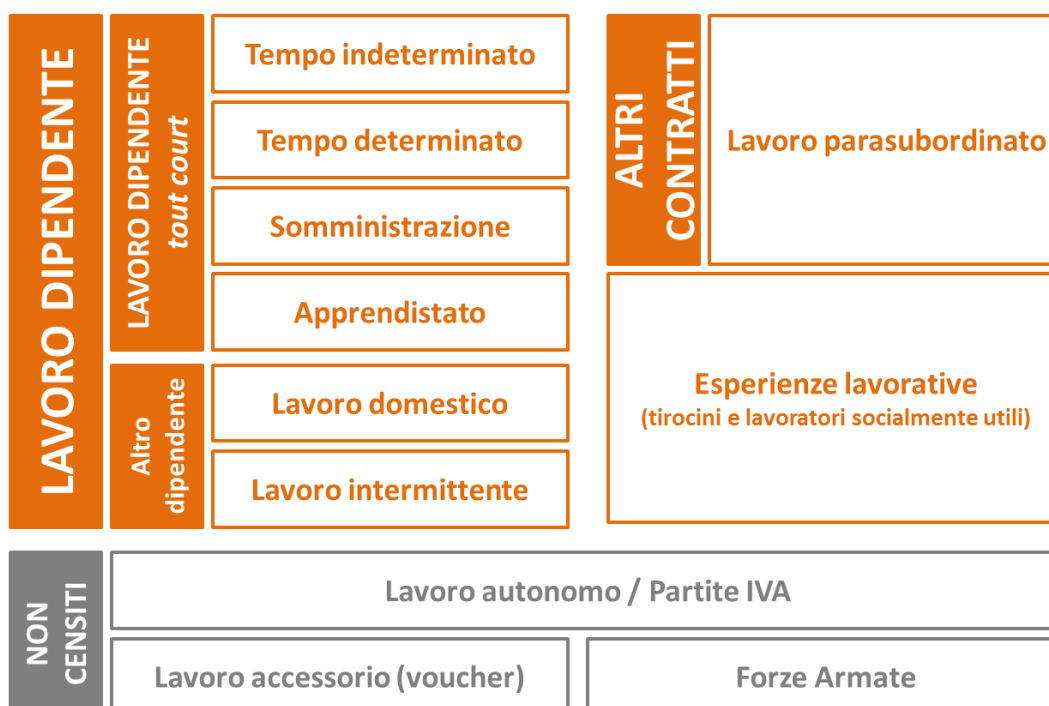 LAVORO DIPENDENTE
LAVORO DIPENDENTE
tout court
Tempo indeterminato
Tempo determinato
Somministrazione
Apprendistato
Altro
dipendente
Lavoro domestico
Lavoro intermittente
ALTRI
CONTRATTI
Lavoro parasubordinato
Esperienze lavorative
(tirocini e lavoratori socialmente utili)
NON
CENSITI
Lavoro autonomo / Partite IVA
Lavoro accessorio (voucher)
Forze Armate